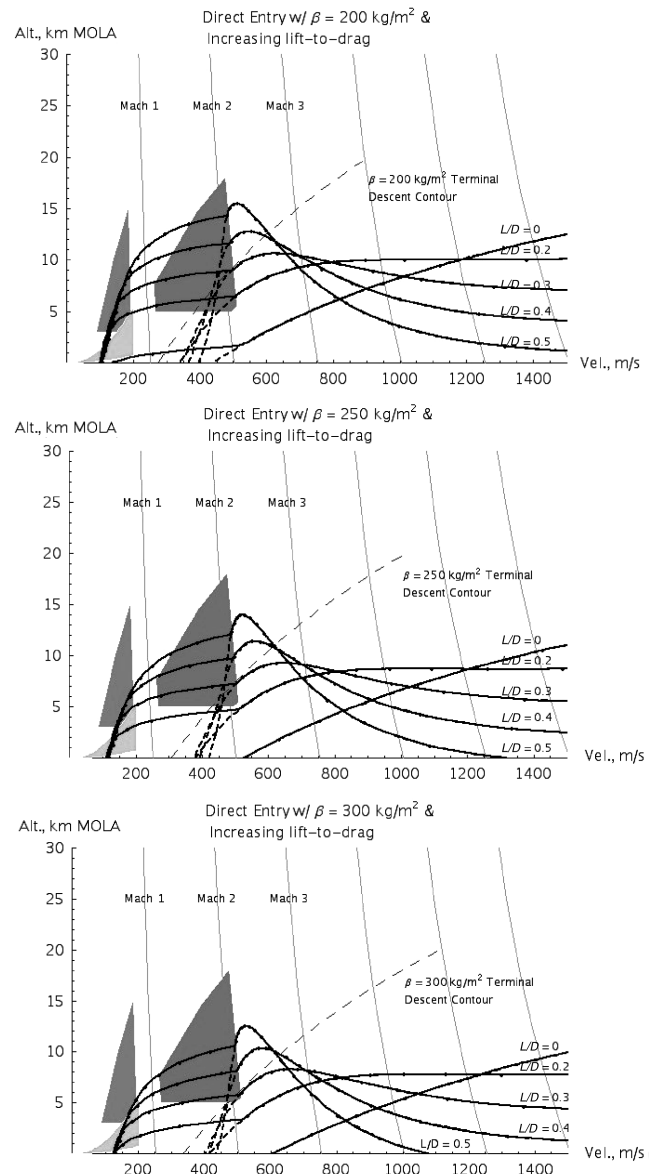 Direct Entry w/ β = 200 kg/m² &
Increasing lift-to-drag
Alt., km MOLA
30
25
20
15
10
5
Mach 1
Mach 2
Mach 3
β = 200 kg/m² Terminal
Descent Contour
L/D = 0
L/D = 0.2
L/D = 0.3
L/D = 0.4
L/D = 0.5
Vel., m/s
200 400 600 800 1000 1200 1400
Direct Entry w/ β = 250 kg/m² &
Increasing lift-to-drag
Alt., km MOLA
30
25
20
15
10
5
Mach 1
Mach 2
Mach 3
β = 250 kg/m² Terminal
Descent Contour
L/D = 0
L/D = 0.2
L/D = 0.3
L/D = 0.4
L/D = 0.5
Vel., m/s
200 400 600 800 1000 1200 1400
Direct Entry w/ β = 300 kg/m² &
Increasing lift-to-drag
Alt., km MOLA
30
25
20
15
10
5
Mach 1
Mach 2
Mach 3
β = 300 kg/m² Terminal
Descent Contour
L/D = 0
L/D = 0.2
L/D = 0.3
L/D = 0.4
L/D = 0.5
Vel., m/s
200 400 600 800 1000 1200 1400